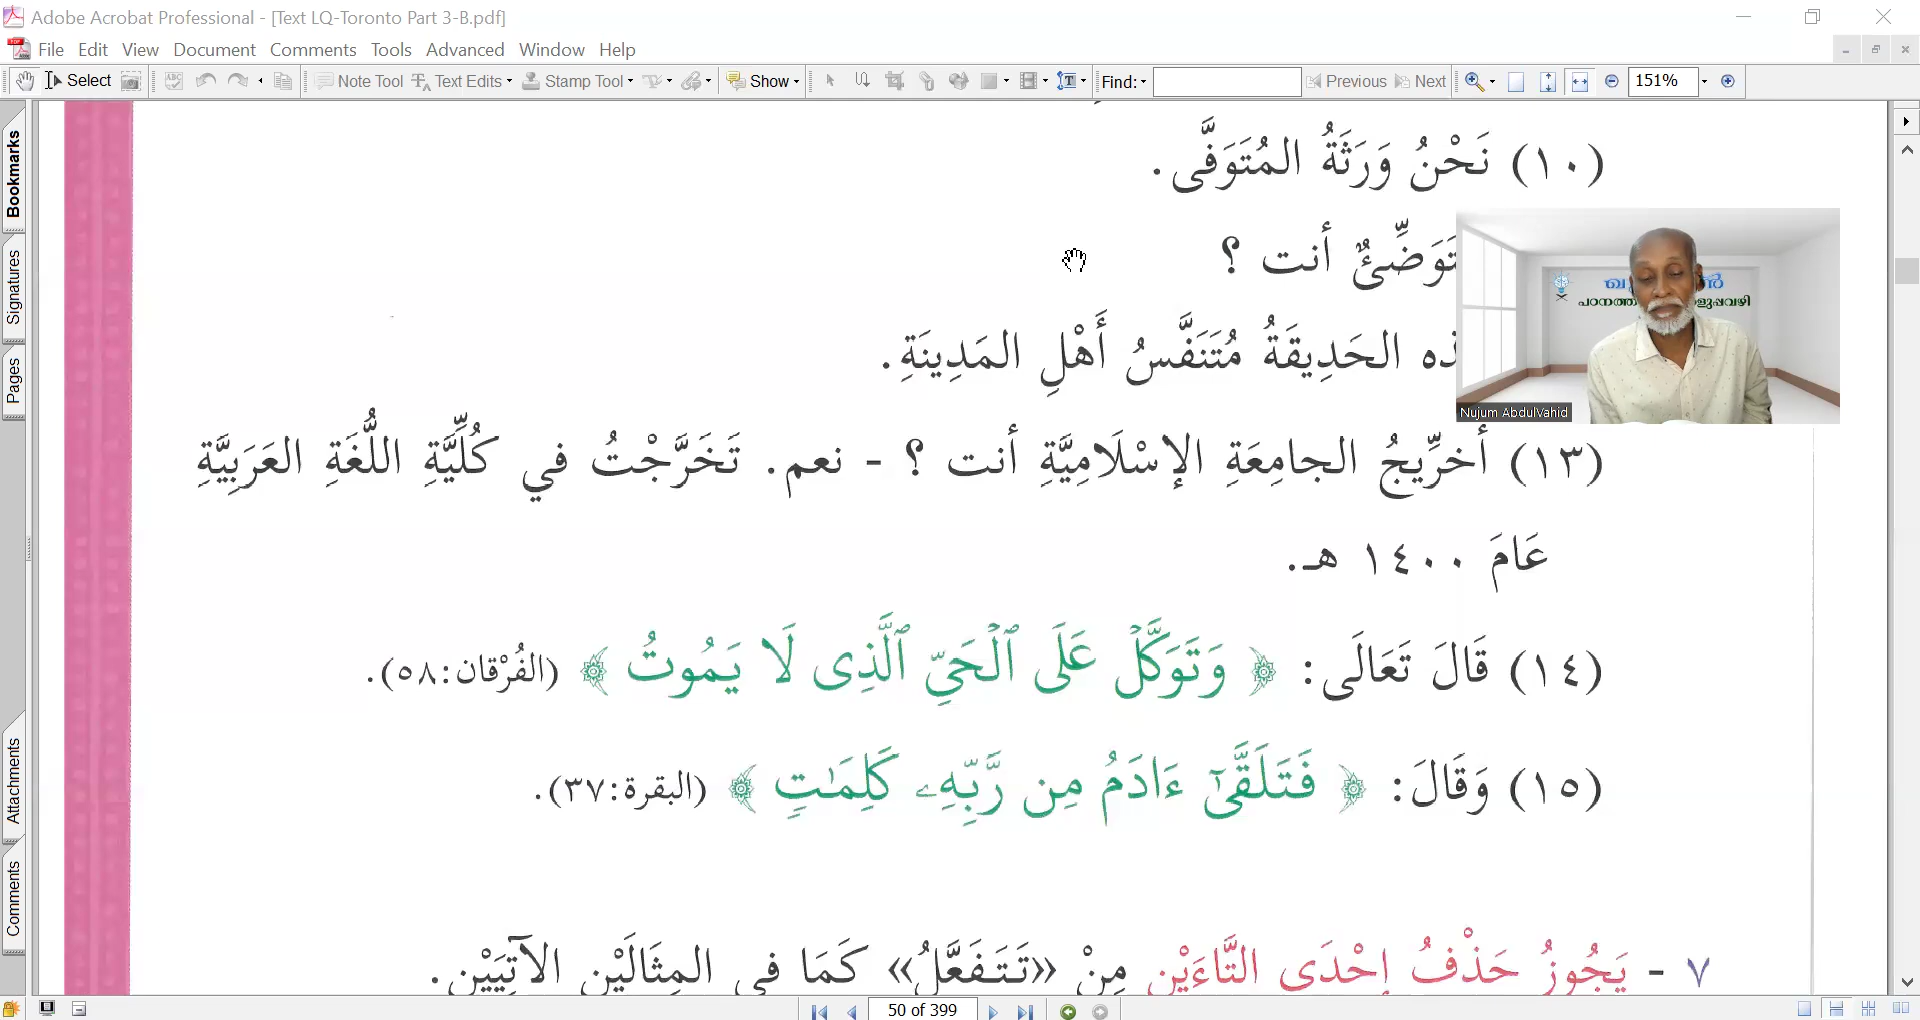 Adobe Acrobat Professional - [Text LQ-Toronto Part 3-B.pdf]
File Edit View Document Comments Tools Advanced Window Help
Select Note Tool Text Edits Stamp Tool Show Find: Previous Next 151%
Bookmarks
Signatures
Pages
Attachments
Comments
(١٠) نَحْنُ وَرَثَةُ المُتَوَفَّى.
تَوَضِّئٌ أنت ؟
ذه الحَدِيقَةُ مُتَنَفَّسُ أَهْلِ المَدِينَةِ.
Nujum AbdulVahid
(١٣) أخرِّيجُ الجامِعَةِ الإسْلَامِيَّةِ أنت ؟ - نعم. تَخَرَّجْتُ في كُلِّيَّةِ اللُّغَةِ العَرَبِيَّةِ
عَامَ ١٤٠٠ هـ.
(١٤) قَالَ تَعَالَى: ﴿ وَتَوَكَّلْ عَلَى ٱلْحَيِّ ٱلَّذِى لَا يَمُوتُ ﴾ (الفُرْقان:٥٨).
(١٥) وَقَالَ: ﴿ فَتَلَقَّىٰٓ ءَادَمُ مِن رَّبِّهِۦ كَلِمَـٰتٍ ﴾ (البقرة:٣٧).
٧ - يَجُوزُ حَذْفُ إِحْدَى التَّاءَيْنِ مِنْ «تَتَفَعَّلُ» كَمَا في المِثَالَيْنِ الآتِيَيْنِ.
50 of 399